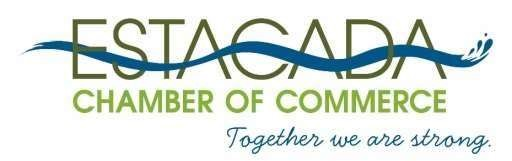 ESTACADA
CHAMBER OF COMMERCE
Together we are strong.